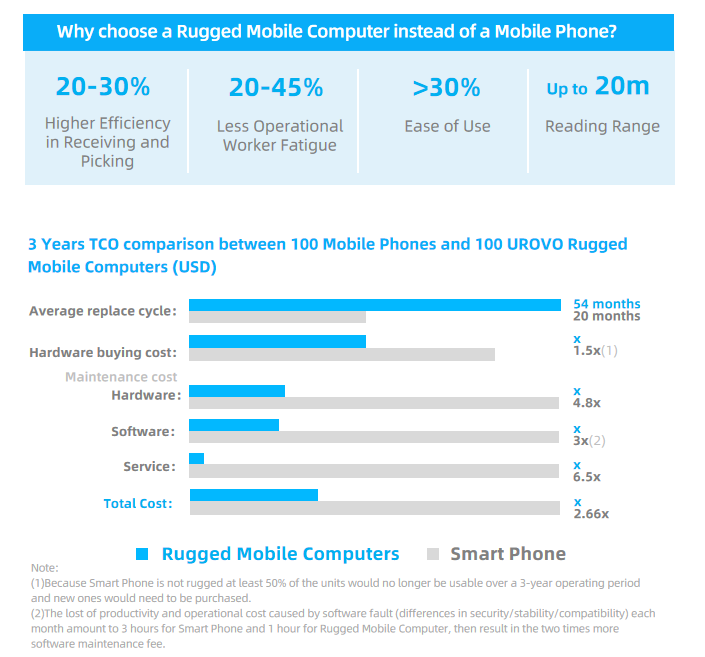 Why choose a Rugged Mobile Computer instead of a Mobile Phone?
20-30%
Higher Efficiency
in Receiving and
Picking
20-45%
Less Operational
Worker Fatigue
>30%
Ease of Use
Up to 20m
Reading Range
3 Years TCO comparison between 100 Mobile Phones and 100 UROVO Rugged
Mobile Computers (USD)
Average replace cycle:
54 months
20 months
Hardware buying cost:
x
1.5x(1)
Maintenance cost
Hardware:
x
4.8x
Software:
x
3x(2)
Service:
x
6.5x
Total Cost:
x
2.66x
Rugged Mobile Computers
Smart Phone
Note:
(1)Because Smart Phone is not rugged at least 50% of the units would no longer be usable over a 3-year operating period
and new ones would need to be purchased.
(2)The lost of productivity and operational cost caused by software fault (differences in security/stability/compatibility) each
month amount to 3 hours for Smart Phone and 1 hour for Rugged Mobile Computer, then result in the two times more
software maintenance fee.